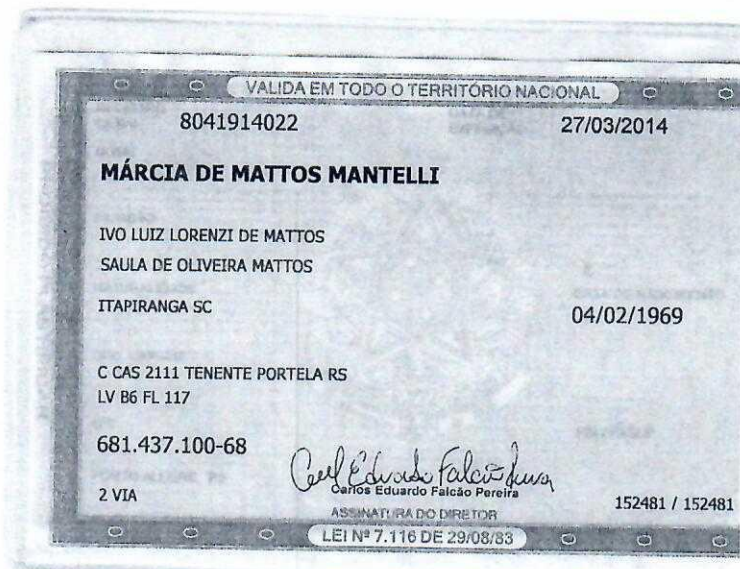 VALIDA EM TODO O TERRITÓRIO NACIONAL
8041914022 27/03/2014
MÁRCIA DE MATTOS MANTELLI
IVO LUIZ LORENZI DE MATTOS
SAULA DE OLIVEIRA MATTOS
ITAPIRANGA SC 04/02/1969
C CAS 2111 TENENTE PORTELA RS
LV B6 FL 117
681.437.100-68
Carlos Eduardo Falcão Pereira
2 VIA 152481 / 152481
ASSINATURA DO DIRETOR
LEI Nº 7.116 DE 29/08/83